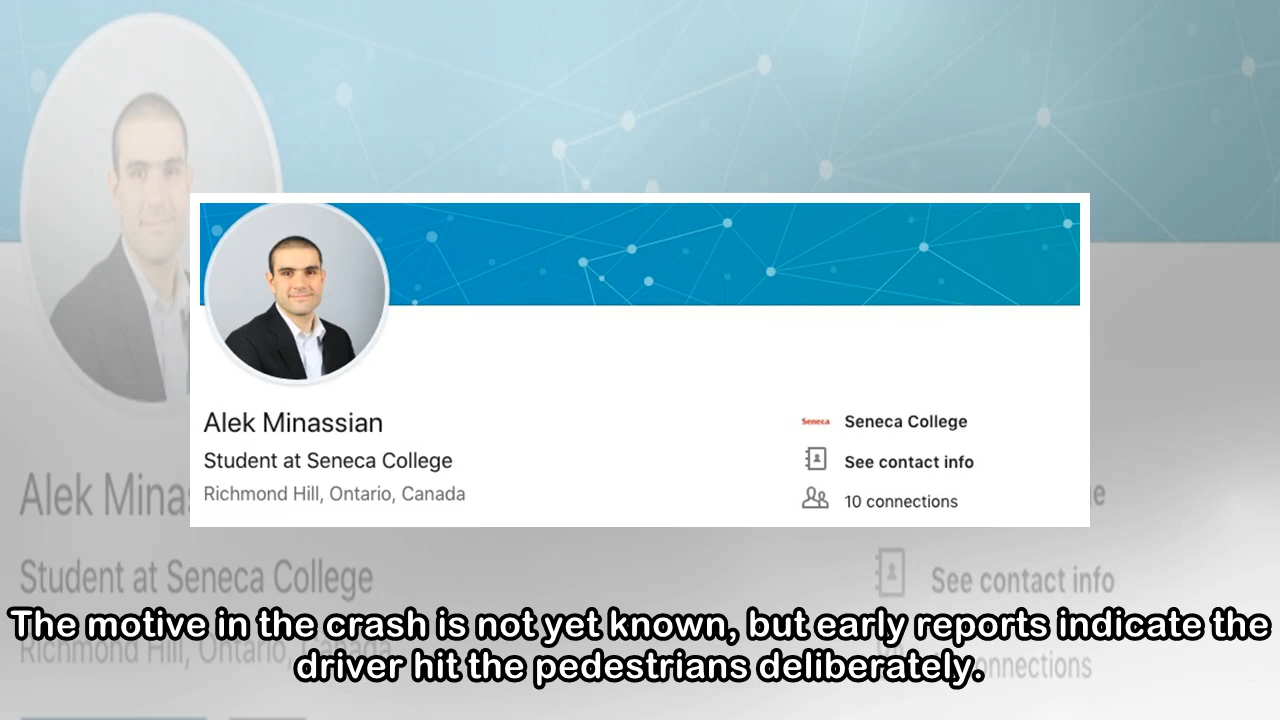 Alek Minassian
Student at Seneca College
Richmond Hill, Ontario, Canada
Seneca
Seneca College
See contact info
10 connections
Alek Minas
Student at Seneca College
See contact info
Richmond Hill, Ontario,
connections
The motive in the crash is not yet known, but early reports indicate the
driver hit the pedestrians deliberately.